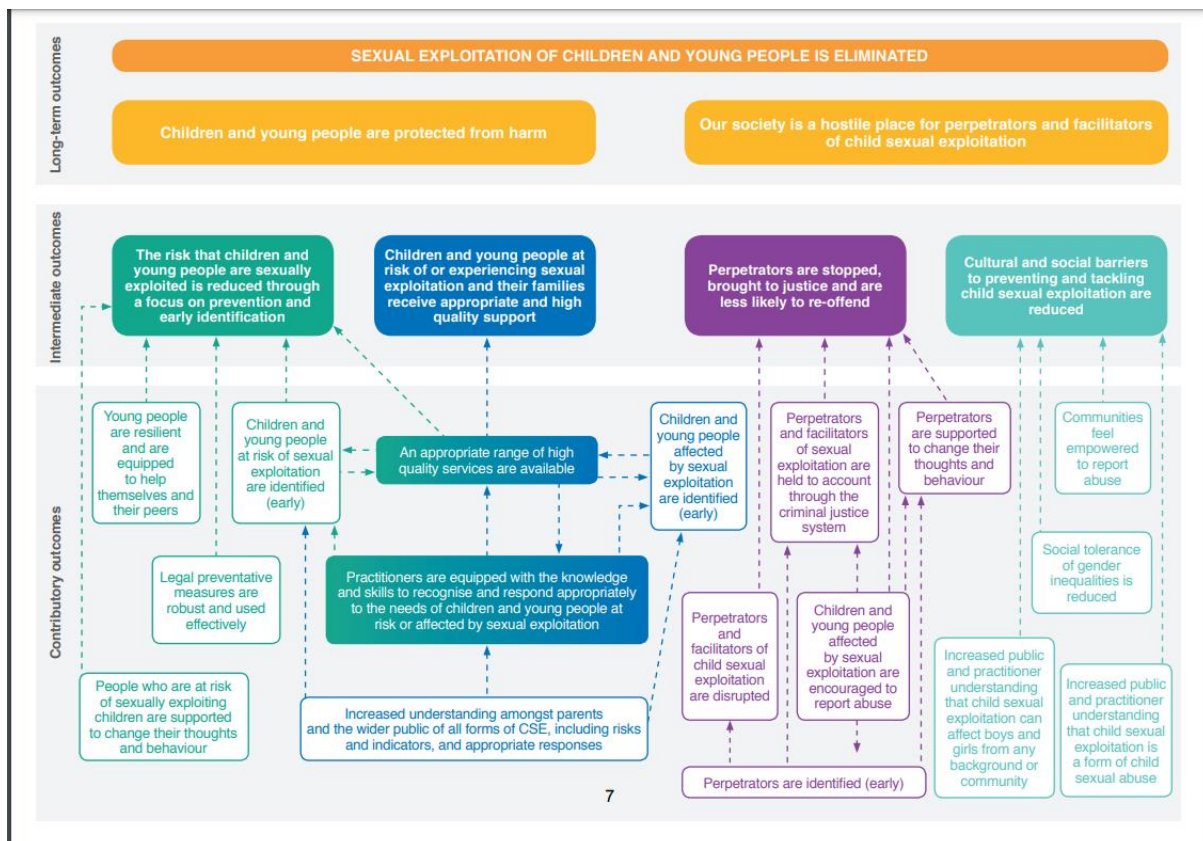 Long-term outcomes
SEXUAL EXPLOITATION OF CHILDREN AND YOUNG PEOPLE IS ELIMINATED
Children and young people are protected from harm
Our society is a hostile place for perpetrators and facilitators
of child sexual exploitation
Intermediate outcomes
The risk that children and
young people are sexually
exploited is reduced through
a focus on prevention and
early identification
Children and young people at
risk of or experiencing sexual
exploitation and their families
receive appropriate and high
quality support
Perpetrators are stopped,
brought to justice and are
less likely to re-offend
Cultural and social barriers
to preventing and tackling
child sexual exploitation are
reduced
Contributory outcomes
Young people
are resilient and are
equipped
to help
themselves and
their peers
Children and
young people
at risk of sexual
exploitation
are identified
(early)
An appropriate range of high
quality services are available
Children and
young people
affected
by sexual
exploitation
are identified
(early)
Perpetrators
and facilitators
of sexual
exploitation are
held to account
through the
criminal justice
system
Perpetrators
are supported
to change their
thoughts and
behaviour
Communities
feel
empowered
to report
abuse
Legal preventative
measures are
robust and used
effectively
Practitioners are equipped with the knowledge
and skills to recognise and respond appropriately
to the needs of children and young people at
risk or affected by sexual exploitation
Social tolerance
of gender
inequalities is
reduced
Perpetrators
and
facilitators of
child sexual
exploitation
are disrupted
Children and
young people
affected
by sexual
exploitation are
encouraged to
report abuse
People who are at risk
of sexually exploiting
children are supported
to change their thoughts
and behaviour
Increased understanding amongst parents
and the wider public of all forms of CSE, including risks
and indicators, and appropriate responses
Increased public
and practitioner
understanding
that child sexual
exploitation can
affect boys and
girls from any
background or
community
Increased public
and practitioner
understanding
that child sexual
exploitation is
a form of child
sexual abuse
Perpetrators are identified (early)
7